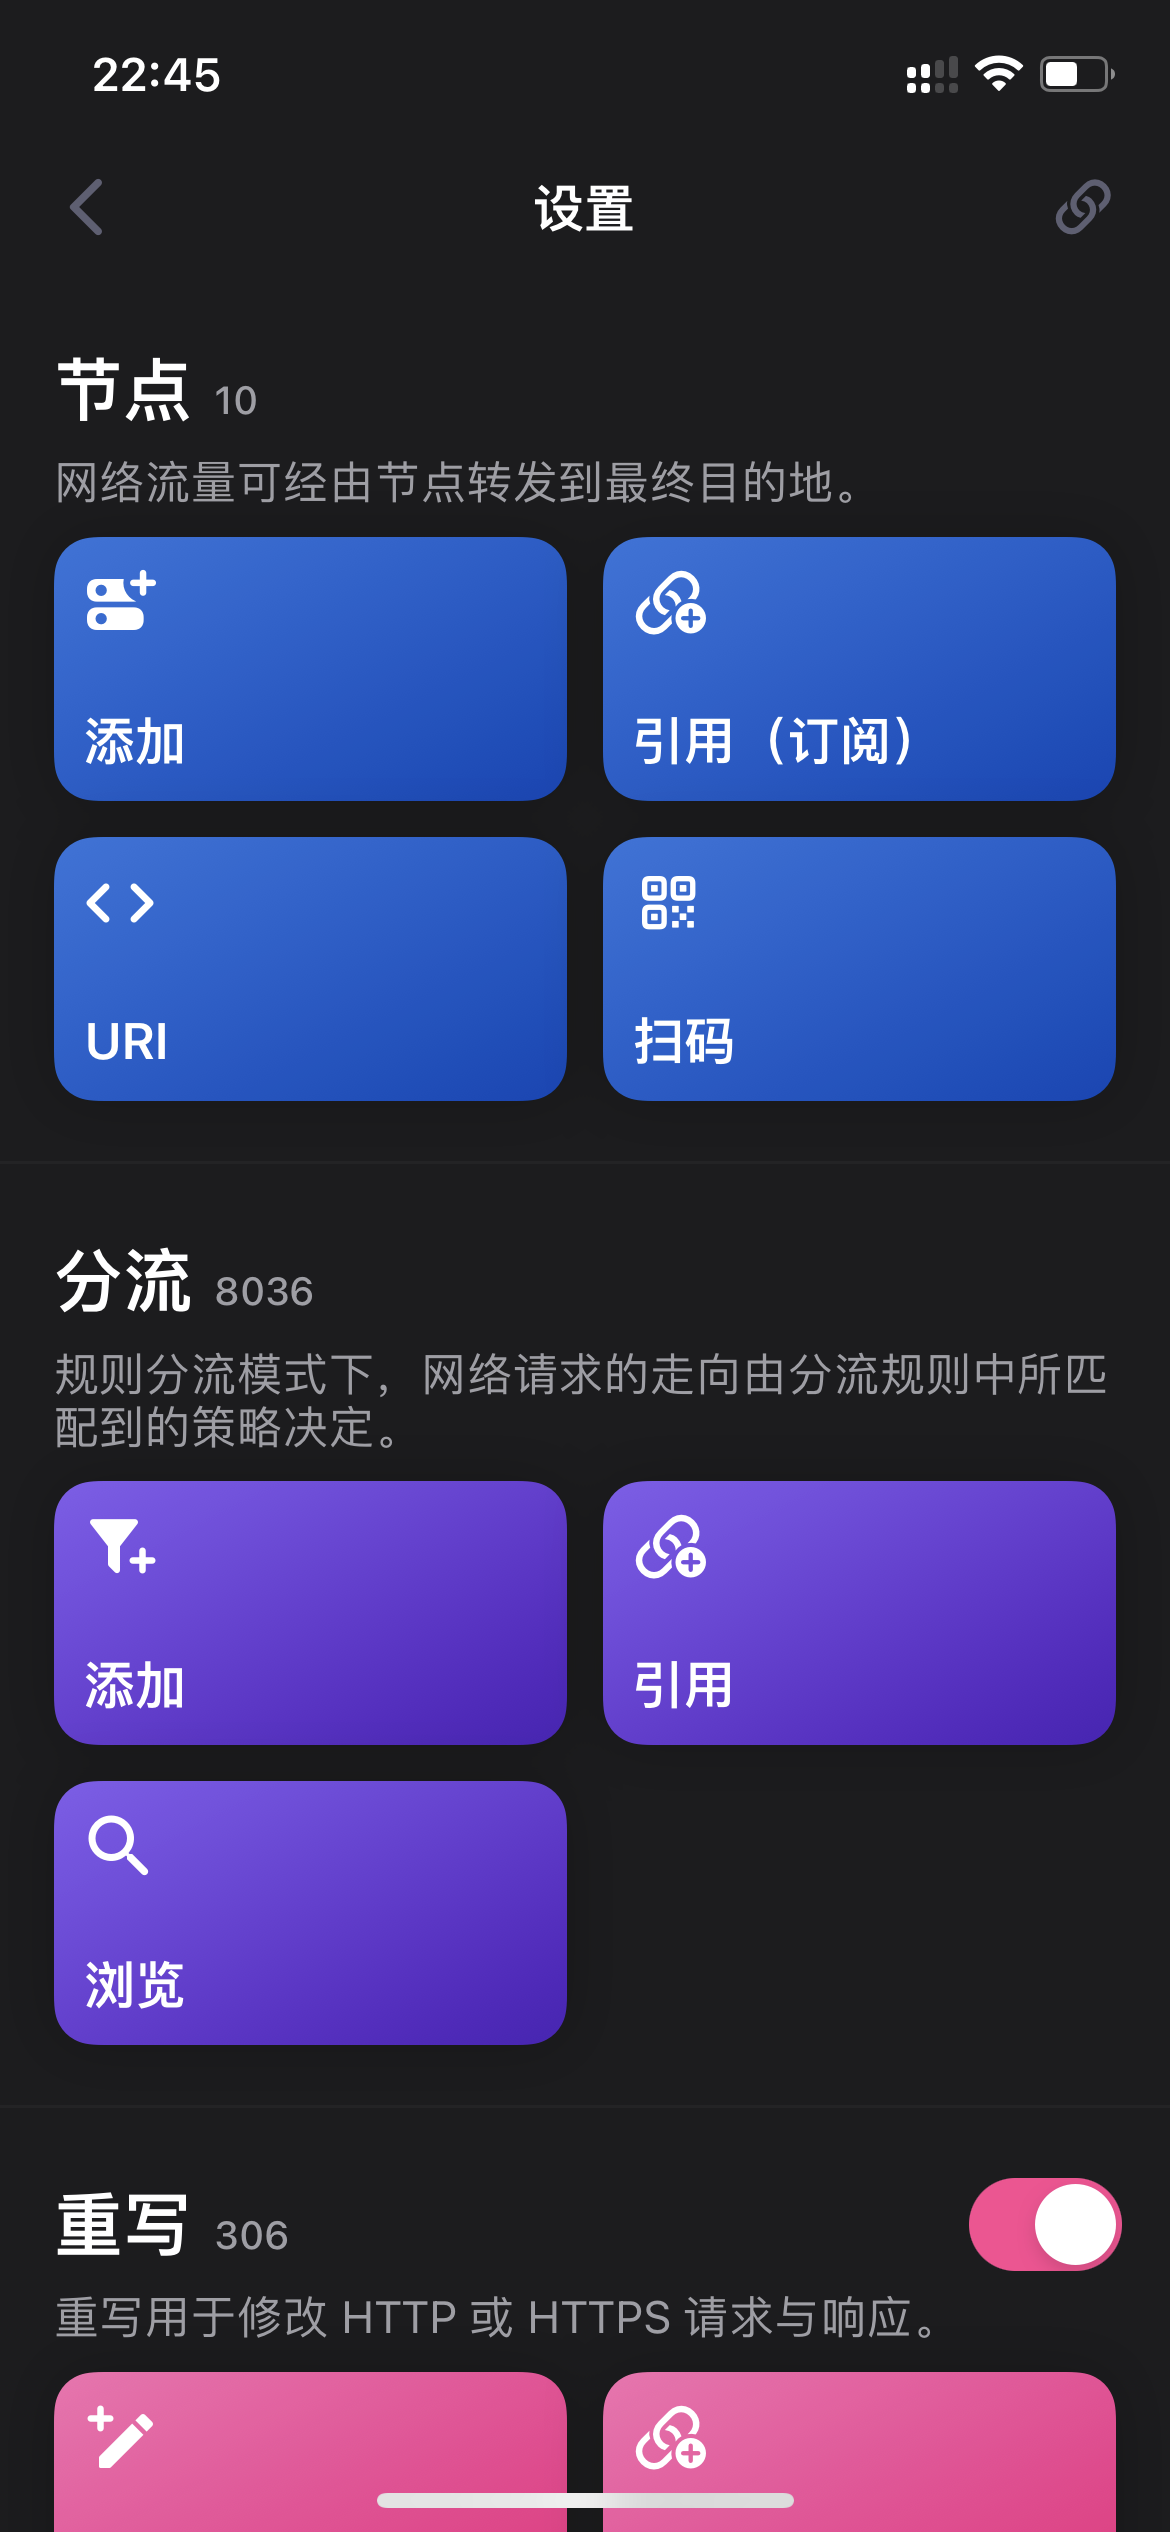 22:45
设置
节点 10
网络流量可经由节点转发到最终目的地。
添加
引用（订阅）
URI
扫码
分流 8036
规则分流模式下，网络请求的走向由分流规则中所匹
配到的策略决定。
添加
引用
浏览
重写 306
重写用于修改 HTTP 或 HTTPS 请求与响应。